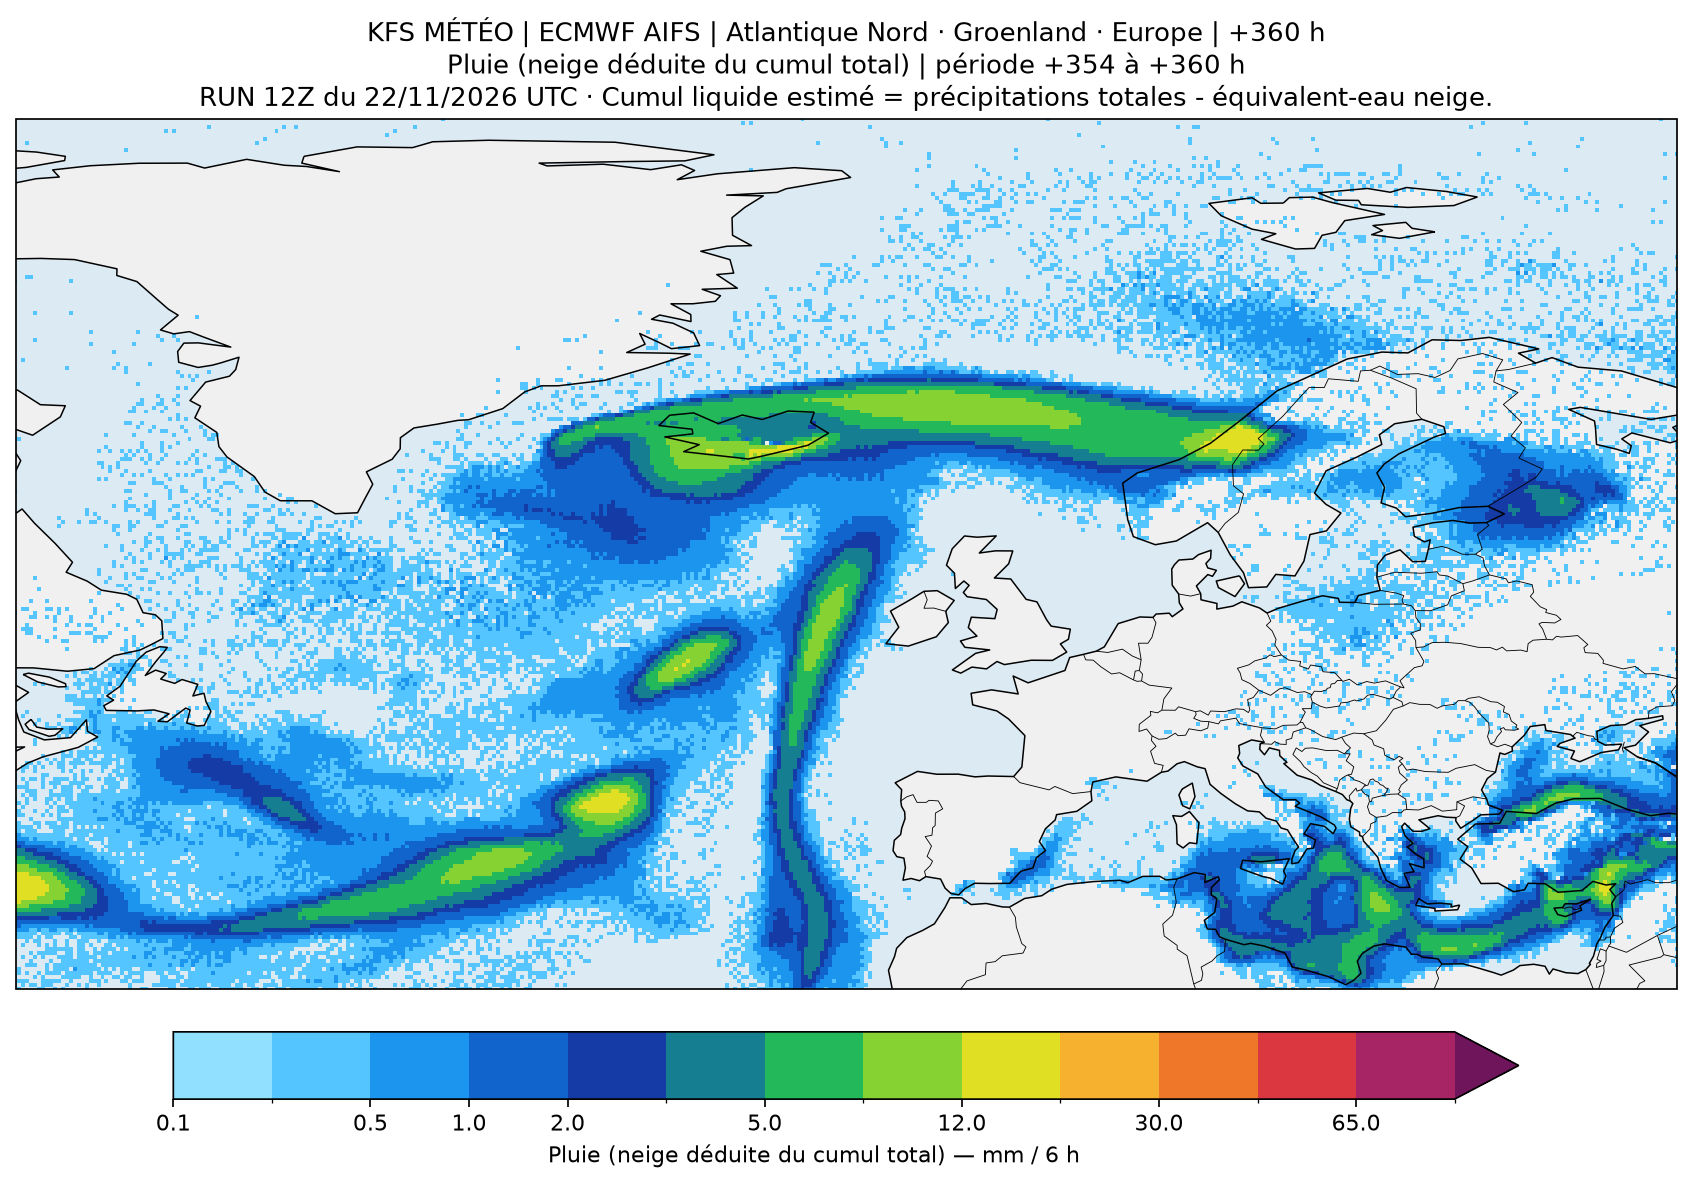 KFS MÉTÉO | ECMWF AIFS | Atlantique Nord · Groenland · Europe | +360 h
Pluie (neige déduite du cumul total) | période +354 à +360 h
RUN 12Z du 22/11/2026 UTC · Cumul liquide estimé = précipitations totales - équivalent-eau neige.
0.1 0.5 1.0 2.0 5.0 12.0 30.0 65.0
Pluie (neige déduite du cumul total) — mm / 6 h